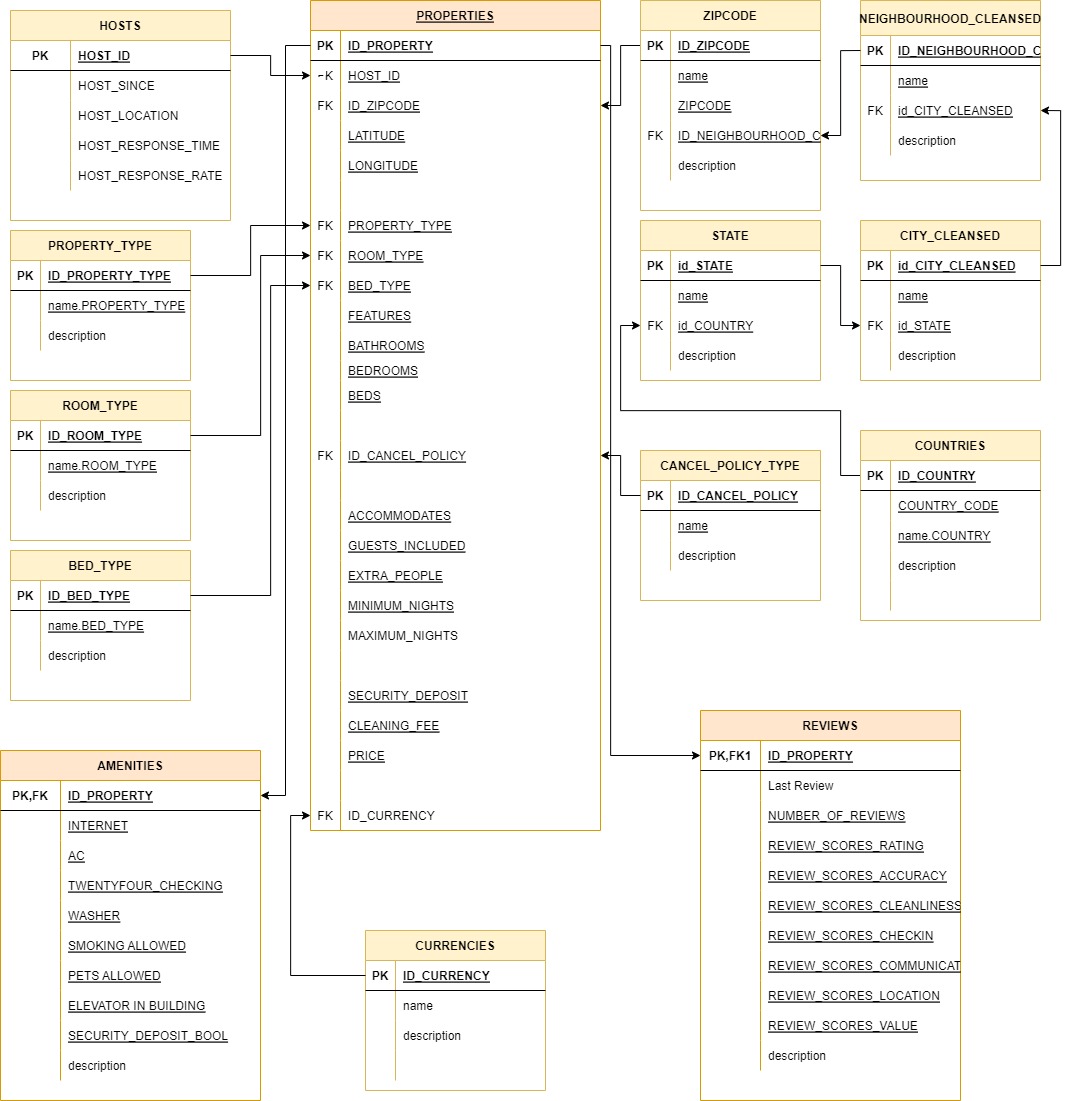 HOSTS
PK HOST_ID
HOST_SINCE
HOST_LOCATION
HOST_RESPONSE_TIME
HOST_RESPONSE_RATE
PROPERTY_TYPE
PK ID_PROPERTY_TYPE
name.PROPERTY_TYPE
description
ROOM_TYPE
PK ID_ROOM_TYPE
name.ROOM_TYPE
description
BED_TYPE
PK ID_BED_TYPE
name.BED_TYPE
description
AMENITIES
PK,FK ID_PROPERTY
INTERNET
AC
TWENTYFOUR_CHECKING
WASHER
SMOKING ALLOWED
PETS ALLOWED
ELEVATOR IN BUILDING
SECURITY_DEPOSIT_BOOL
description
PROPERTIES
PK ID_PROPERTY
HOST_ID
FK ID_ZIPCODE
LATITUDE
LONGITUDE
FK PROPERTY_TYPE
FK ROOM_TYPE
FK BED_TYPE
FEATURES
BATHROOMS
BEDROOMS
BEDS
FK ID_CANCEL_POLICY
ACCOMMODATES
GUESTS_INCLUDED
EXTRA_PEOPLE
MINIMUM_NIGHTS
MAXIMUM_NIGHTS
SECURITY_DEPOSIT
CLEANING_FEE
PRICE
FK ID_CURRENCY
CURRENCIES
PK ID_CURRENCY
name
description
ZIPCODE
PK ID_ZIPCODE
name
ZIPCODE
FK ID_NEIGHBOURHOOD_C
description
NEIGHBOURHOOD_CLEANSED
PK ID_NEIGHBOURHOOD_C
name
FK id_CITY_CLEANSED
description
STATE
PK id_STATE
name
FK id_COUNTRY
description
CITY_CLEANSED
PK id_CITY_CLEANSED
name
FK id_STATE
description
CANCEL_POLICY_TYPE
PK ID_CANCEL_POLICY
name
description
COUNTRIES
PK ID_COUNTRY
COUNTRY_CODE
name.COUNTRY
description
REVIEWS
PK,FK1 ID_PROPERTY
Last Review
NUMBER_OF_REVIEWS
REVIEW_SCORES_RATING
REVIEW_SCORES_ACCURACY
REVIEW_SCORES_CLEANLINESS
REVIEW_SCORES_CHECKIN
REVIEW_SCORES_COMMUNICAT
REVIEW_SCORES_LOCATION
REVIEW_SCORES_VALUE
description